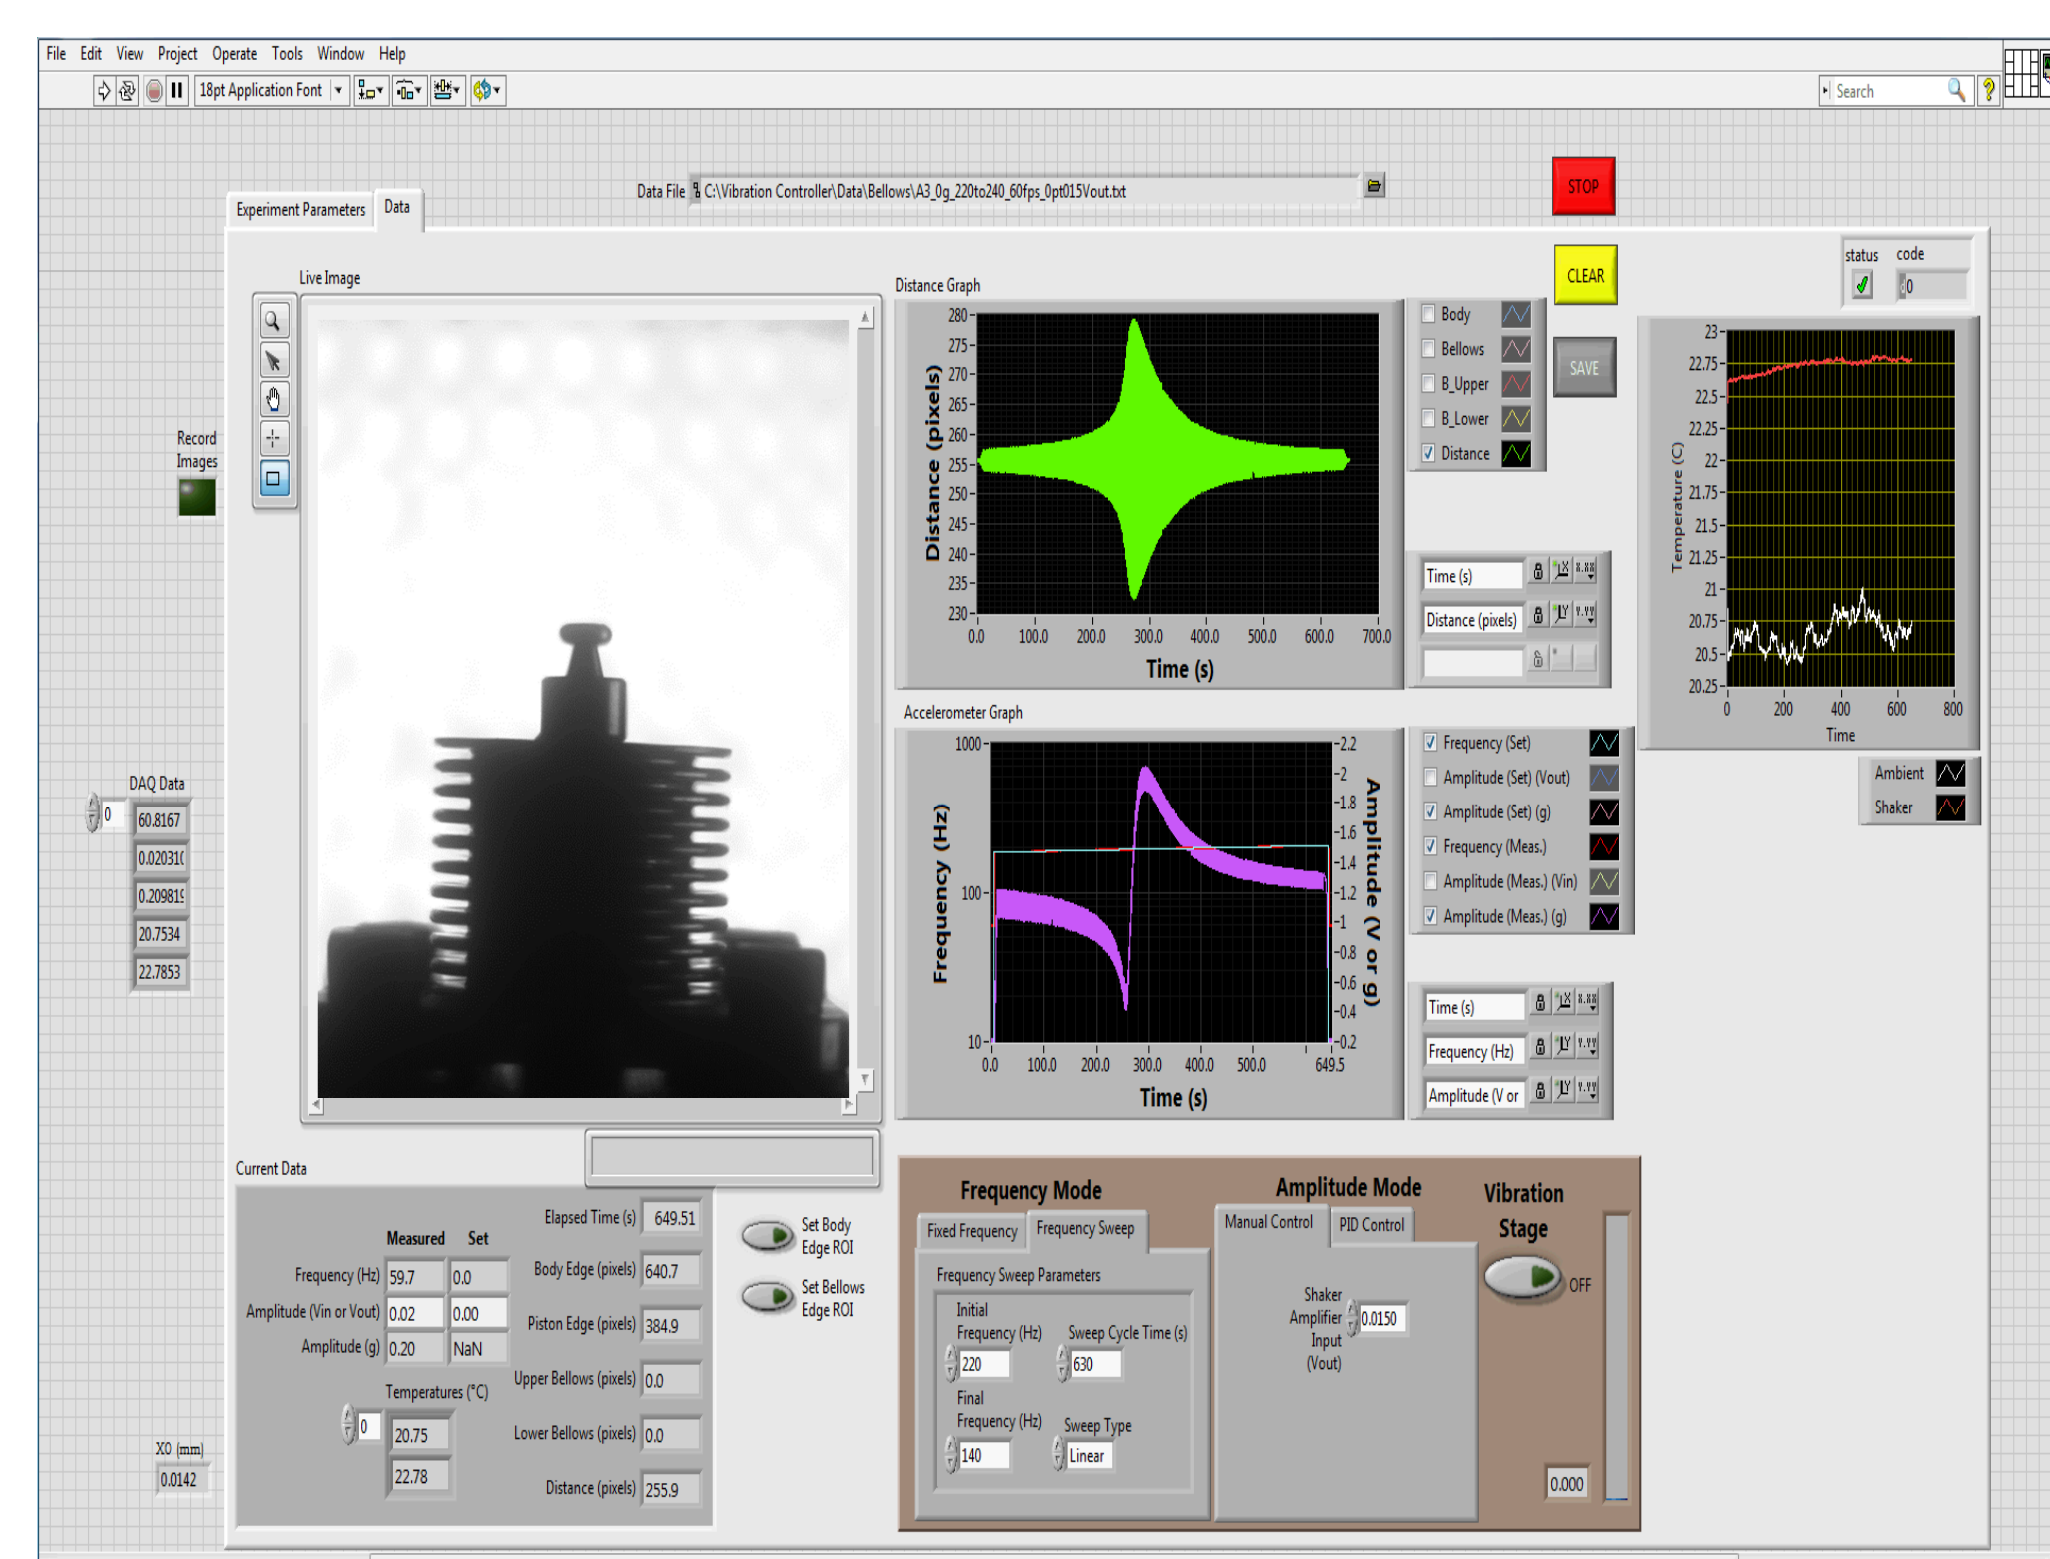 File Edit View Project Operate Tools Window Help
18pt Application Font
Search
Data File C:\Vibration Controller\Data\Bellows\A3_0g_220to240_60fps_0pt015Vout.txt
STOP
Experiment Parameters Data
CLEAR
SAVE
status code
0
Live Image
Record
Images
DAQ Data
0
60.8167
0.02031
0.20981
20.7534
22.7853
X0 (mm)
0.0142
Distance Graph
Distance (pixels)
280
275
270
265
260
255
250
245
240
235
230
0.0 100.0 200.0 300.0 400.0 500.0 600.0 700.0
Time (s)
Body
Bellows
B_Upper
B_Lower
Distance
Time (s)
Distance (pixels)
Temperature (C)
23
22.75
22.5
22.25
22
21.75
21.5
21.25
21
20.75
20.5
20.25
0 200 400 600 800
Time
Ambient
Shaker
Accelerometer Graph
Frequency (Hz)
1000
100
10
2.2
2
1.8
1.6
1.4
1.2
1
0.8
0.6
0.4
0.2
Amplitude (V or g)
0.0 100.0 200.0 300.0 400.0 500.0 649.5
Time (s)
Frequency (Set)
Amplitude (Set) (Vout)
Amplitude (Set) (g)
Frequency (Meas.)
Amplitude (Meas.) (Vin)
Amplitude (Meas.) (g)
Time (s)
Frequency (Hz)
Amplitude (V or
Current Data
Measured Set
Frequency (Hz) 59.7 0.0
Amplitude (Vin or Vout) 0.02 0.00
Amplitude (g) 0.20 NaN
Temperatures (°C)
0
20.75
22.78
Elapsed Time (s) 649.51
Body Edge (pixels) 640.7
Piston Edge (pixels) 384.9
Upper Bellows (pixels) 0.0
Lower Bellows (pixels) 0.0
Distance (pixels) 255.9
Set Body
Edge ROI
Set Bellows
Edge ROI
Frequency Mode
Fixed Frequency Frequency Sweep
Frequency Sweep Parameters
Initial
Frequency (Hz) Sweep Cycle Time (s)
220 630
Final
Frequency (Hz) Sweep Type
140 Linear
Amplitude Mode
Manual Control PID Control
Shaker
Amplifier
Input
(Vout)
0.0150
Vibration
Stage
OFF
0.000